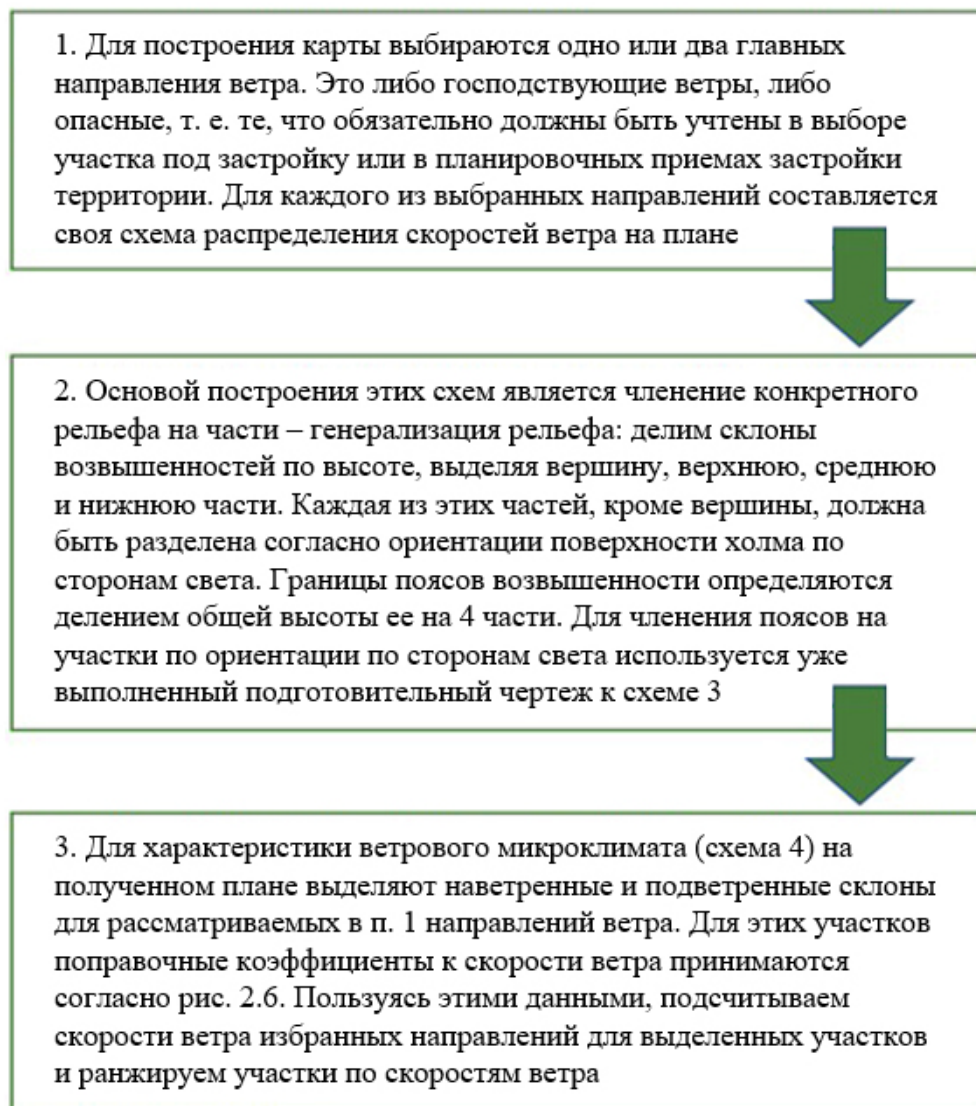 1. Для построения карты выбираются одно или два главных
направления ветра. Это либо господствующие ветры, либо
опасные, т. е. те, что обязательно должны быть учтены в выборе
участка под застройку или в планировочных приемах застройки
территории. Для каждого из выбранных направлений составляется
своя схема распределения скоростей ветра на плане
2. Основой построения этих схем является членение конкретного
рельефа на части – генерализация рельефа: делим склоны
возвышенностей по высоте, выделяя вершину, верхнюю, среднюю
и нижнюю части. Каждая из этих частей, кроме вершины, должна
быть разделена согласно ориентации поверхности холма по
сторонам света. Границы поясов возвышенности определяются
делением общей высоты ее на 4 части. Для членения поясов на
участки по ориентации по сторонам света используется уже
выполненный подготовительный чертеж к схеме 3
3. Для характеристики ветрового микроклимата (схема 4) на
полученном плане выделяют наветренные и подветренные склоны
для рассматриваемых в п. 1 направлений ветра. Для этих участков
поправочные коэффициенты к скорости ветра принимаются
согласно рис. 2.6. Пользуясь этими данными, подсчитываем
скорости ветра избранных направлений для выделенных участков
и ранжируем участки по скоростям ветра